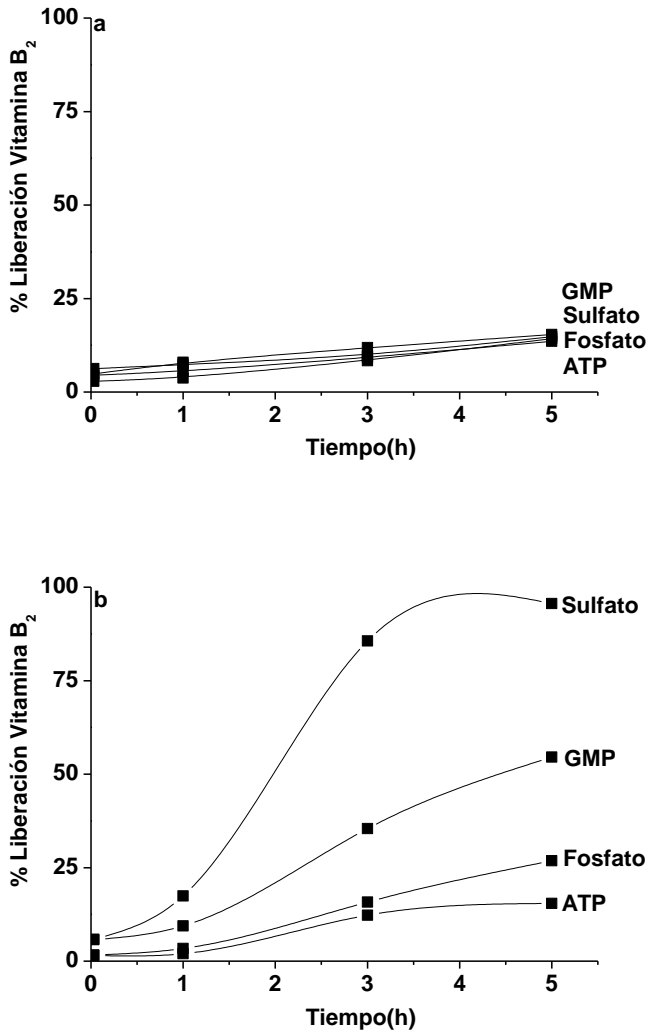 a
% Liberación Vitamina B₂
100
75
50
25
0
GMP
Sulfato
Fosfato
ATP
0 1 2 3 4 5
Tiempo(h)
b
% Liberación Vitamina B₂
100
75
50
25
0
Sulfato
GMP
Fosfato
ATP
0 1 2 3 4 5
Tiempo(h)